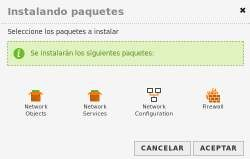 Instalando paquetes
Seleccione los paquetes a instalar
Se instalarán los siguientes paquetes:
Network Objects
Network Services
Network Configuration
Firewall
CANCELAR
ACEPTAR